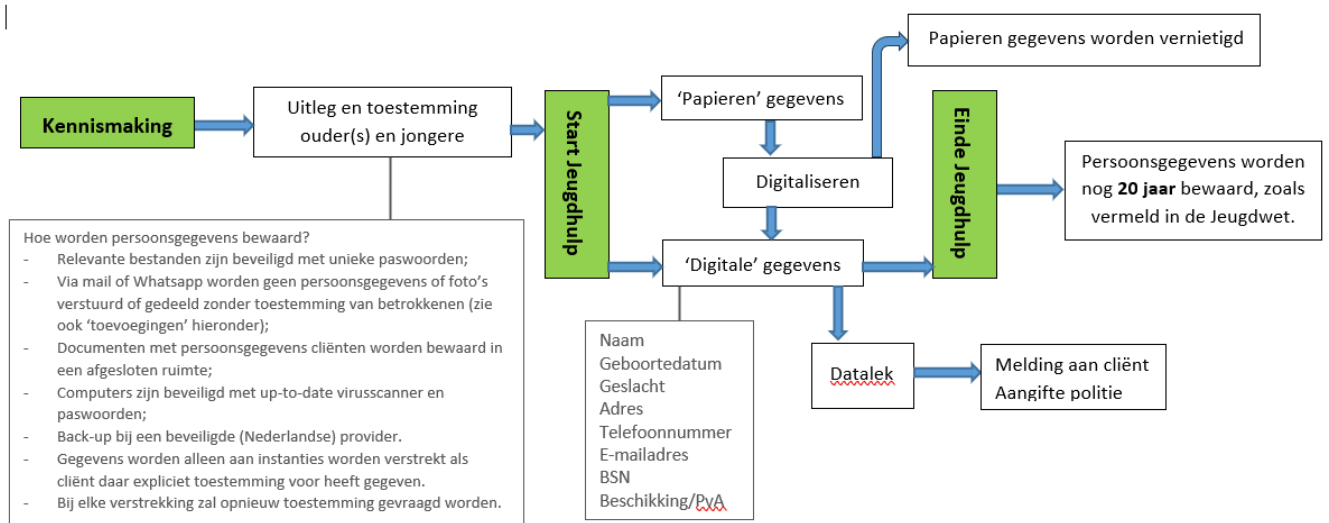 Kennismaking
Uitleg en toestemming
ouder(s) en jongere
Hoe worden persoonsgegevens bewaard?
- Relevante bestanden zijn beveiligd met unieke paswoorden;
- Via mail of Whatsapp worden geen persoonsgegevens of foto’s
verstuurd of gedeeld zonder toestemming van betrokkenen (zie
ook ‘toevoegingen’ hieronder);
- Documenten met persoonsgegevens cliënten worden bewaard in
een afgesloten ruimte;
- Computers zijn beveiligd met up-to-date virusscanner en
paswoorden;
- Back-up bij een beveiligde (Nederlandse) provider.
- Gegevens worden alleen aan instanties worden verstrekt als
cliënt daar expliciet toestemming voor heeft gegeven.
- Bij elke verstrekking zal opnieuw toestemming gevraagd worden.
Start Jeugdhulp
‘Papieren’ gegevens
Digitaliseren
Papieren gegevens worden vernietigd
‘Digitale’ gegevens
Naam
Geboortedatum
Geslacht
Adres
Telefoonnummer
E-mailadres
BSN
Beschikking/PvA
Datalek
Melding aan cliënt
Aangifte politie
Einde Jeugdhulp
Persoonsgegevens worden
nog 20 jaar bewaard, zoals
vermeld in de Jeugdwet.